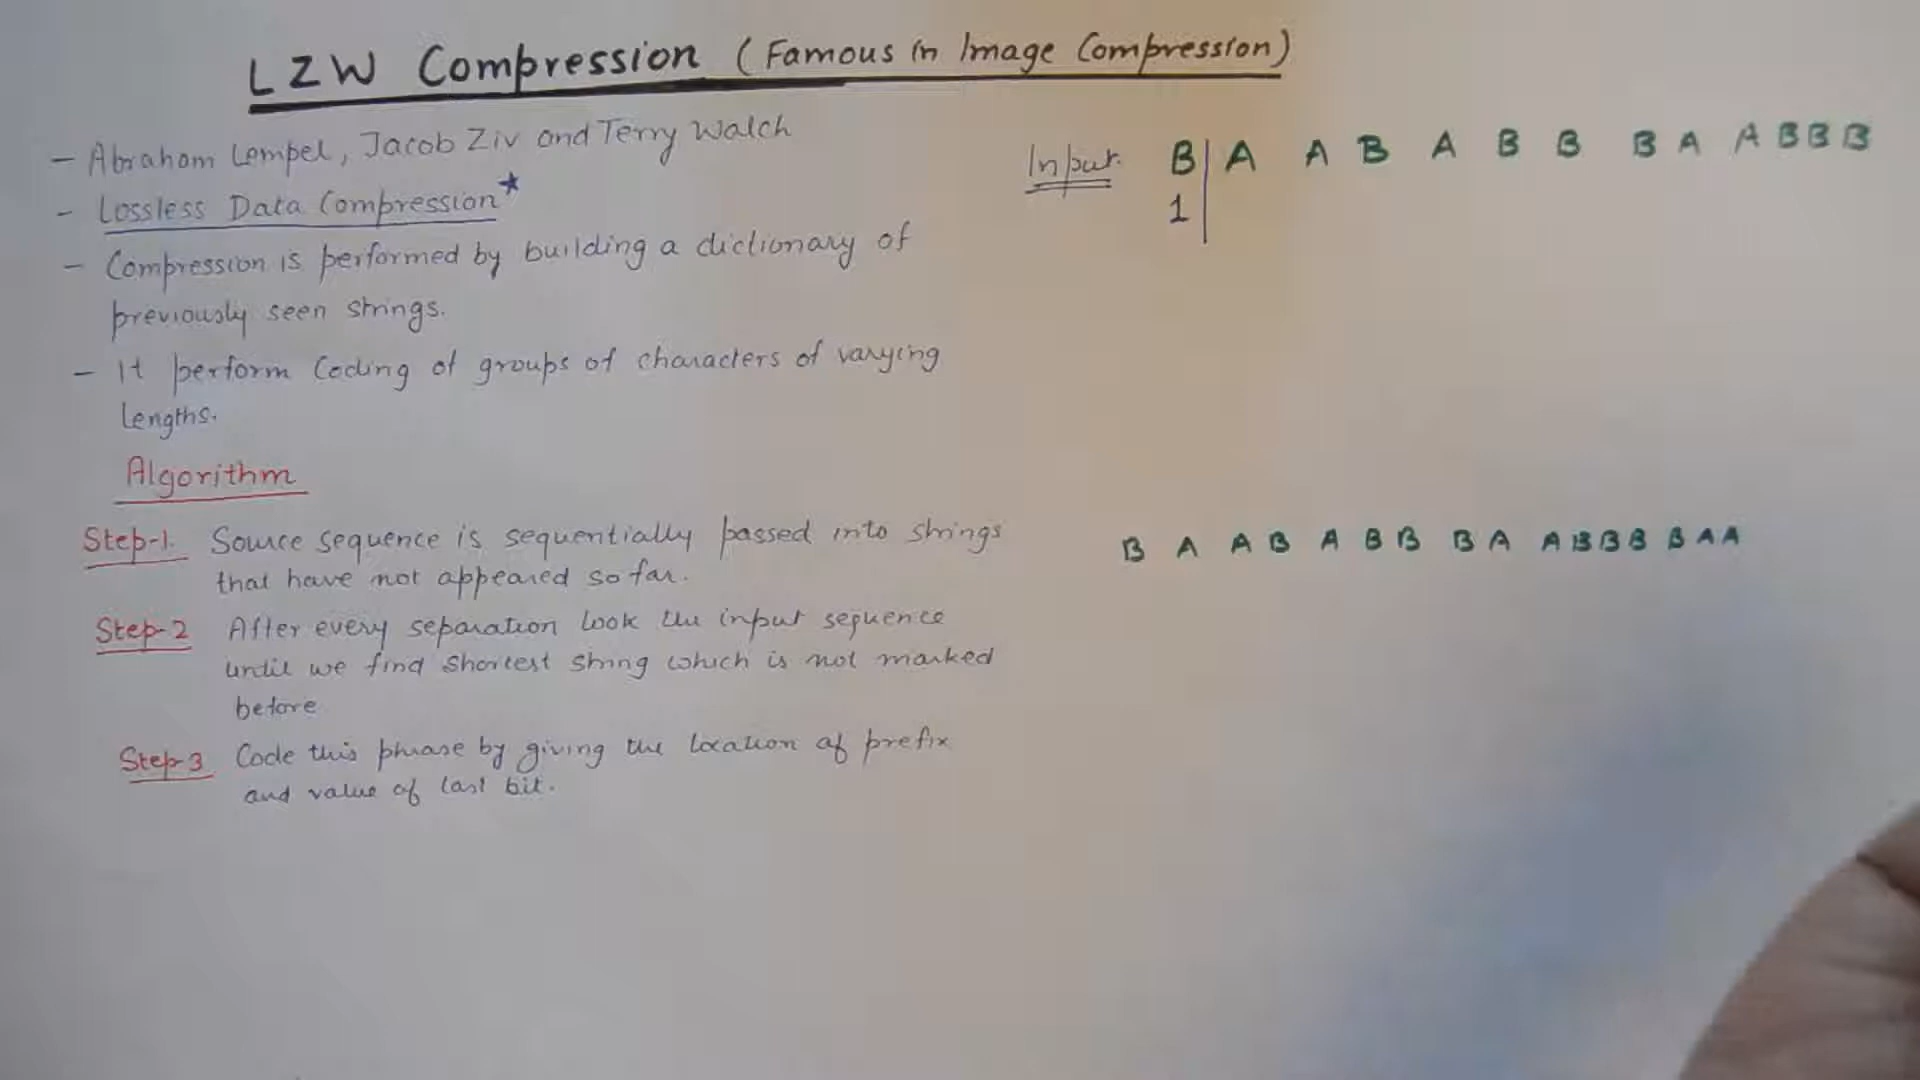 LZW Compression (Famous in Image Compression)
- Abraham Lempel, Jacob Ziv and Terry Walch
- Lossless Data Compression*
- Compression is performed by building a dictionary of
previously seen strings.
- It perform Coding of groups of characters of varying
lengths.
Algorithm
Step-1. Source sequence is sequentially passed into strings
that have not appeared so far.
Step-2 After every separation look the input sequence
until we find shortest string which is not marked
before
Step-3 Code this phrase by giving the location of prefix
and value of last bit.
Input. B | A A B A B B B A A B B B
1
B A A B A B B B A A B B B B A A